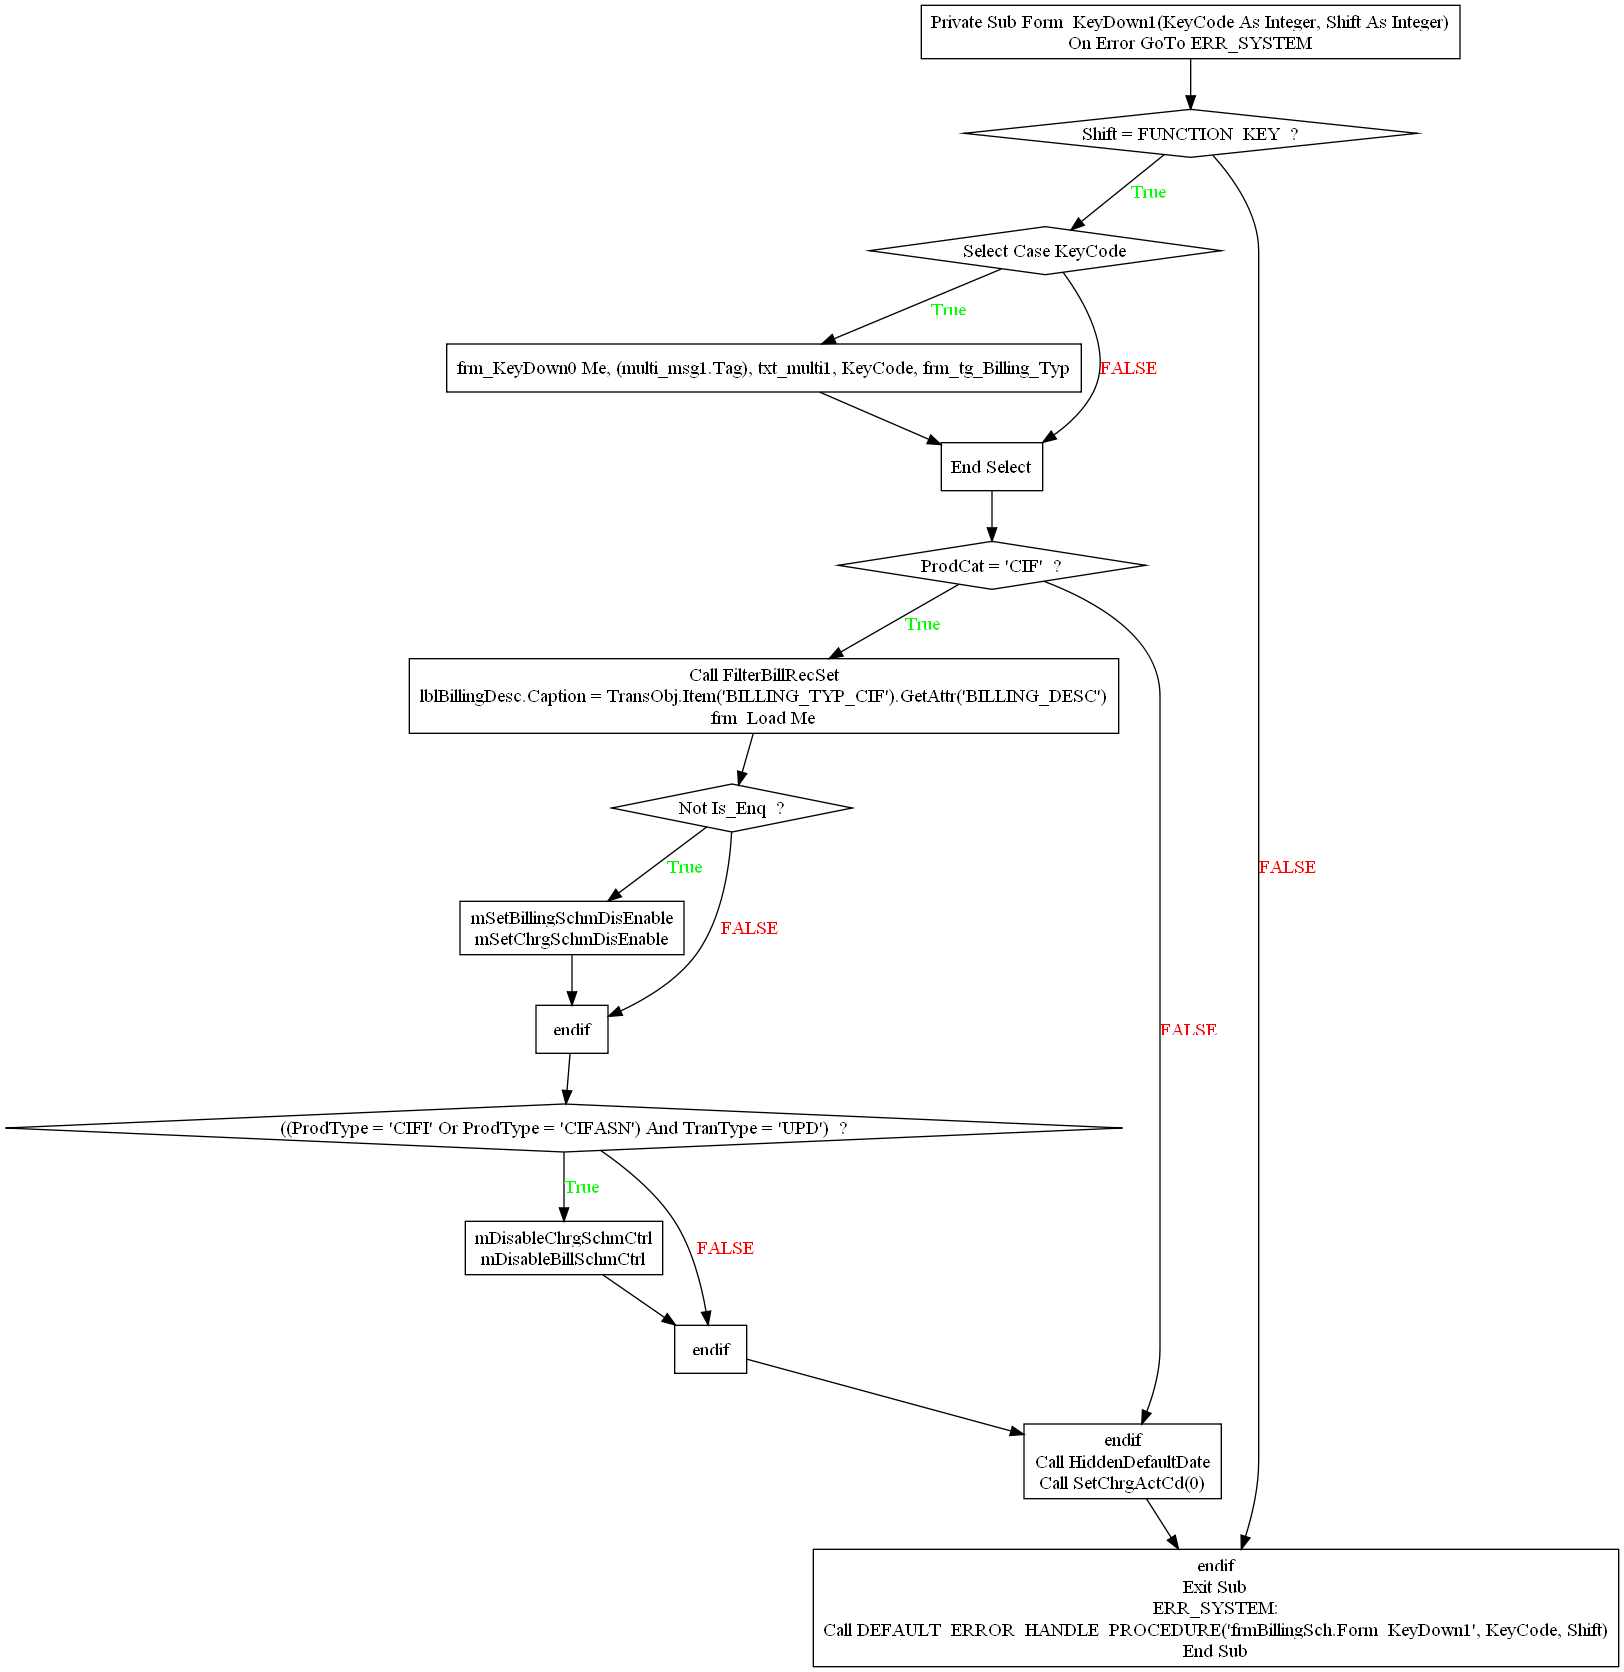 Private Sub Form  KeyDown1(KeyCode As Integer, Shift As Integer)
On Error GoTo ERR_SYSTEM
Shift = FUNCTION  KEY  ?
True
Select Case KeyCode
True
frm_KeyDown0 Me, (multi_msg1.Tag), txt_multi1, KeyCode, frm_tg_Billing_Typ
FALSE
End Select
ProdCat = 'CIF'  ?
True
Call FilterBillRecSet
lblBillingDesc.Caption = TransObj.Item('BILLING_TYP_CIF').GetAttr('BILLING_DESC')
frm  Load Me
Not Is_Enq  ?
True
FALSE
mSetBillingSchmDisEnable
mSetChrgSchmDisEnable
FALSE
endif
FALSE
((ProdType = 'CIFI' Or ProdType = 'CIFASN') And TranType = 'UPD')  ?
True
mDisableChrgSchmCtrl
mDisableBillSchmCtrl
FALSE
endif
endif
Call HiddenDefaultDate
Call SetChrgActCd(0)
endif
Exit Sub
ERR_SYSTEM:
Call DEFAULT  ERROR  HANDLE  PROCEDURE('frmBillingSch.Form  KeyDown1', KeyCode, Shift)
End Sub